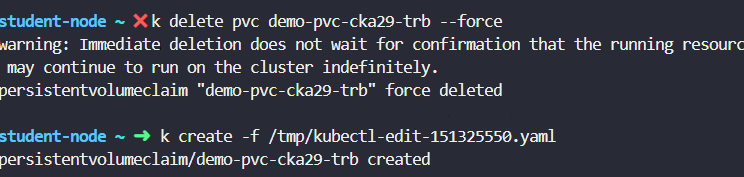 student-node ~ ✖ k delete pvc demo-pvc-cka29-trb --force
warning: Immediate deletion does not wait for confirmation that the running resourc
may continue to run on the cluster indefinitely.
persistentvolumeclaim "demo-pvc-cka29-trb" force deleted
student-node ~ ➜ k create -f /tmp/kubectl-edit-151325550.yaml
persistentvolumeclaim/demo-pvc-cka29-trb created